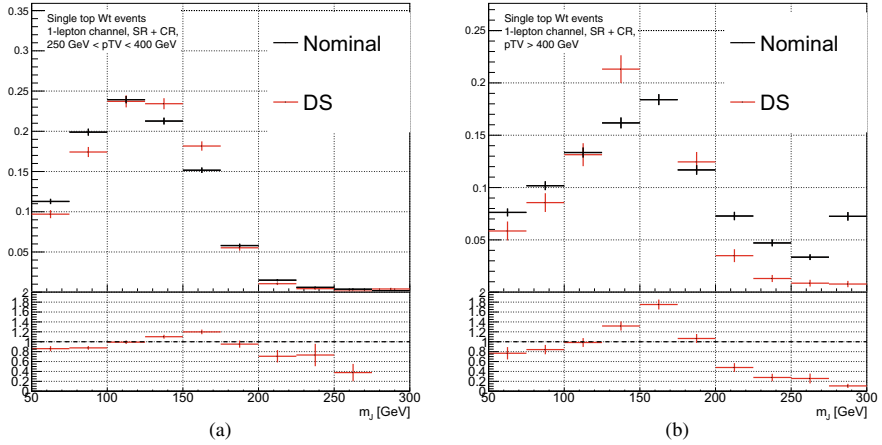 Single top Wt events
1-lepton channel, SR + CR,
250 GeV < pTV < 400 GeV
Nominal
DS
0.35
0.3
0.25
0.2
0.15
0.1
0.05
2
1.8
1.6
1.4
1.2
1
0.8
0.6
0.4
0.2
0
50 100 150 200 250 300
m_J [GeV]
(a)
Single top Wt events
1-lepton channel, SR + CR,
pTV > 400 GeV
Nominal
DS
0.25
0.2
0.15
0.1
0.05
2
1.8
1.6
1.4
1.2
1
0.8
0.6
0.4
0.2
0
50 100 150 200 250 300
m_J [GeV]
(b)